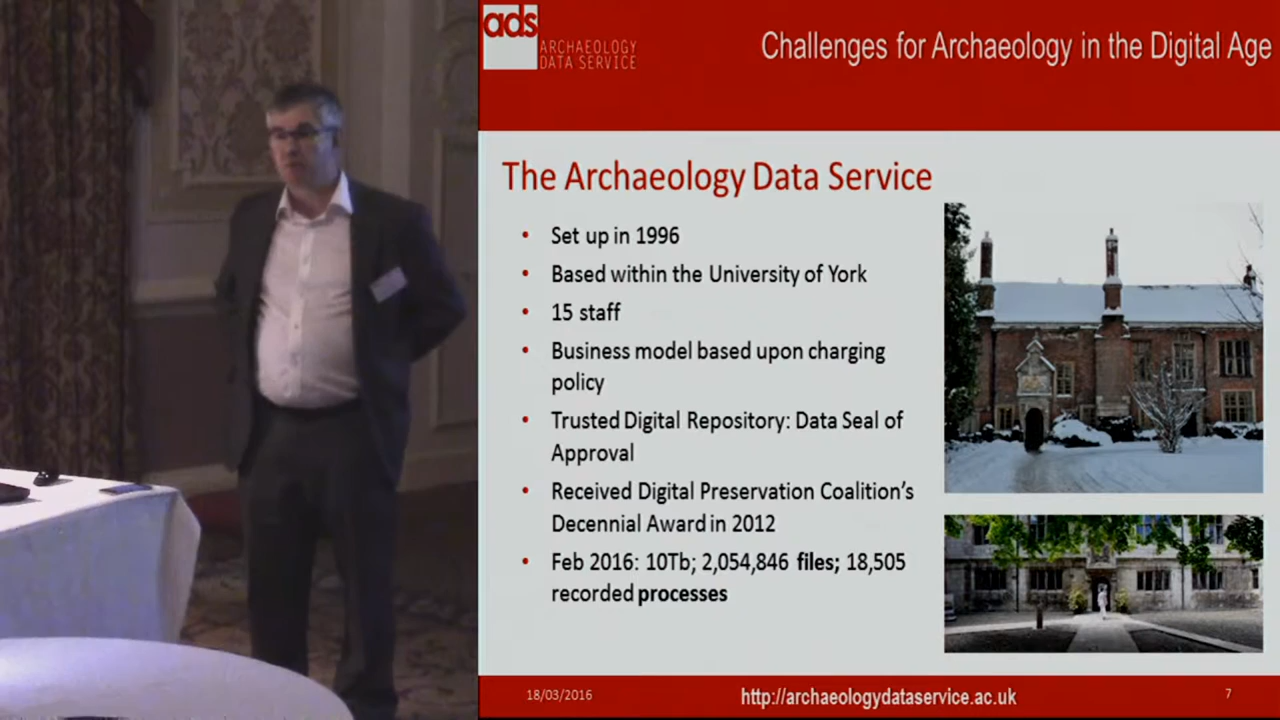 ads
ARCHAEOLOGY
DATA SERVICE
Challenges for Archaeology in the Digital Age
The Archaeology Data Service
• Set up in 1996
• Based within the University of York
• 15 staff
• Business model based upon charging
policy
• Trusted Digital Repository: Data Seal of
Approval
• Received Digital Preservation Coalition's
Decennial Award in 2012
• Feb 2016: 10Tb; 2,054,846 files; 18,505
recorded processes
18/03/2016
http://archaeologydataservice.ac.uk
7